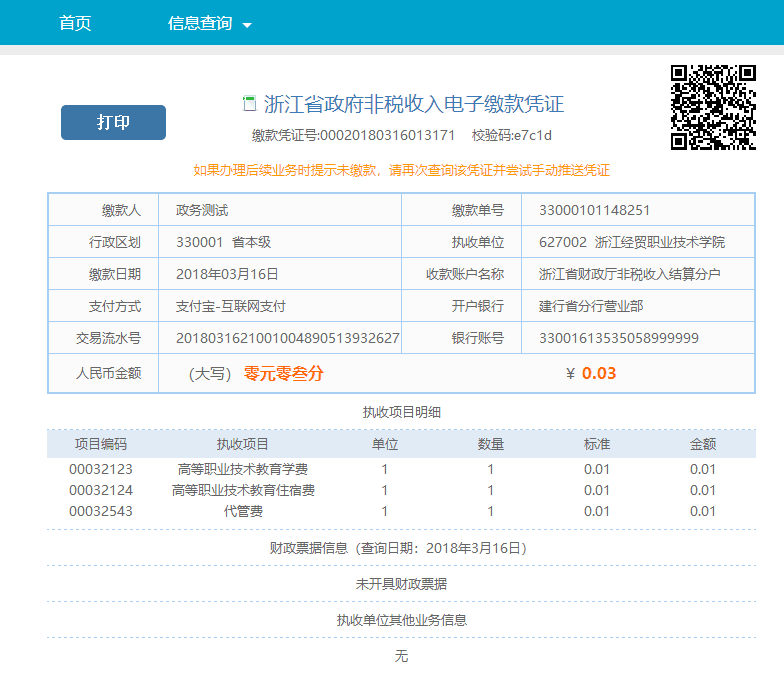 首页 信息查询
浙江省政府非税收入电子缴款凭证
打印
缴款凭证号:00020180316013171 校验码:e7c1d
如果办理后续业务时提示未缴款，请再次查询该凭证并尝试手动推送凭证
缴款人 政务测试 缴款单号 33000101148251
行政区划 330001 省本级 执收单位 627002 浙江经贸职业技术学院
缴款日期 2018年03月16日 收款账户名称 浙江省财政厅非税收入结算分户
支付方式 支付宝-互联网支付 开户银行 建行省分行营业部
交易流水号 2018031621001004890513932627 银行账号 33001613535058999999
人民币金额 （大写） 零元零叁分 ¥ 0.03
执收项目明细
项目编码 执收项目 单位 数量 标准 金额
00032123 高等职业技术教育学费 1 1 0.01 0.01
00032124 高等职业技术教育住宿费 1 1 0.01 0.01
00032543 代管费 1 1 0.01 0.01
财政票据信息（查询日期：2018年3月16日）
未开具财政票据
执收单位其他业务信息
无